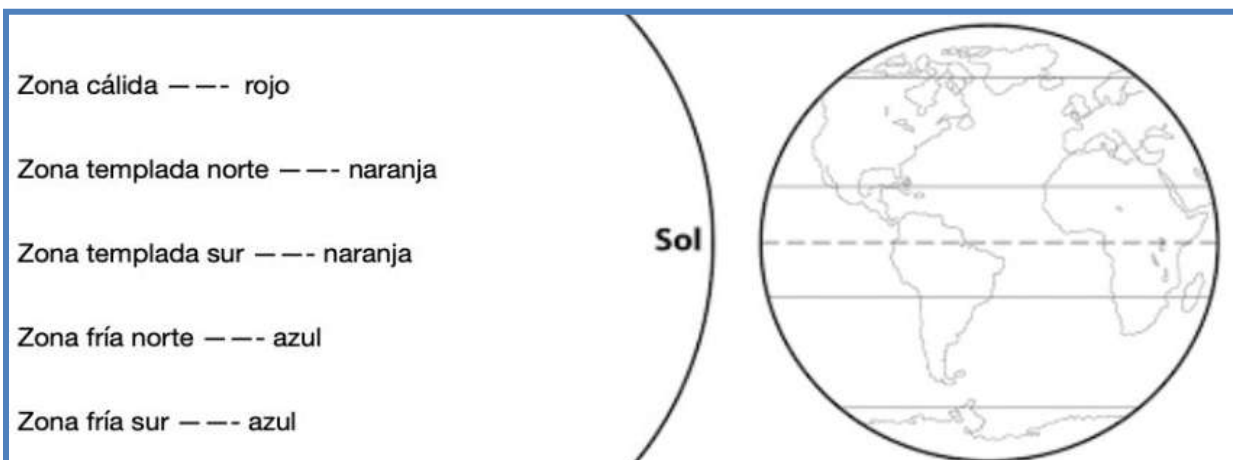 Zona cálida — — - rojo
Zona templada norte — — - naranja
Zona templada sur — — - naranja
Sol
Zona fría norte — — - azul
Zona fría sur — — - azul